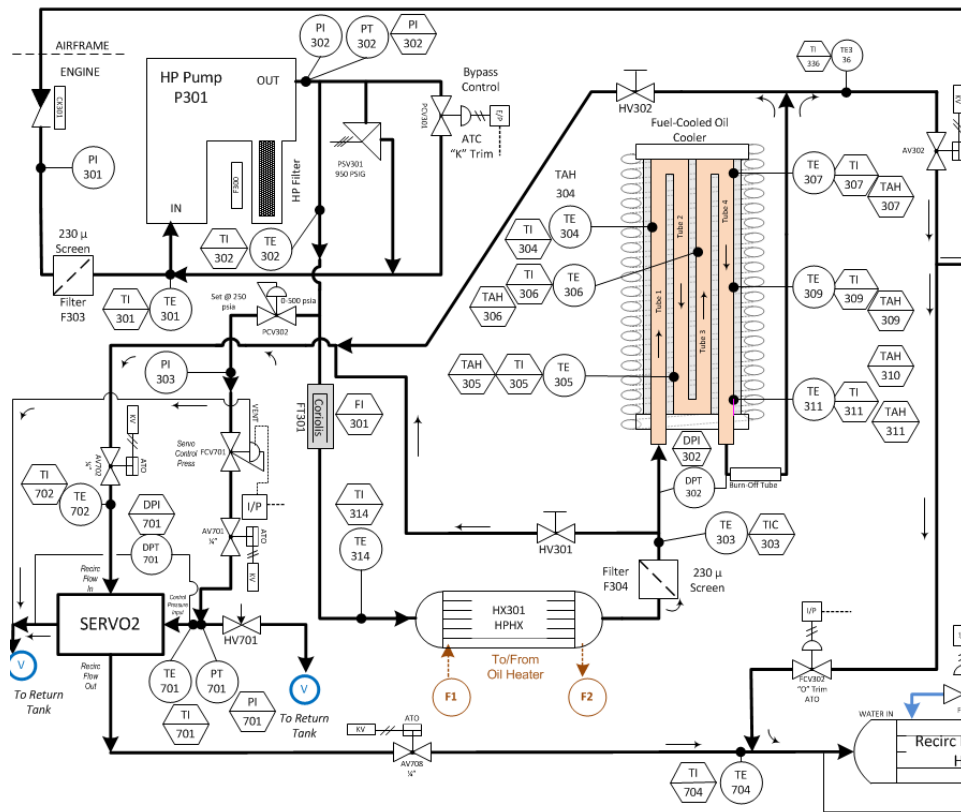 AIRFRAME
ENGINE
CK301
PI
301
230 µ
Screen
Filter
F303
TI
301
TE
301
HP Pump
P301
OUT
IN
F300
HP Filter
TI
302
TE
302
PI
302
PT
302
PI
302
PSV301
950 PSIG
PCV301
Bypass
Control
E/P
ATC
"K" Trim
Set @ 250
psia
0-500 psia
PCV302
PI
303
HV302
TI
336
TE3
36
KV
AV302
Fuel-Cooled Oil
Cooler
Tube 1
Tube 2
Tube 3
Tube 4
TAH
304
TI
304
TE
304
TAH
306
TI
306
TE
306
TAH
305
TI
305
TE
305
TE
307
TI
307
TAH
307
TE
309
TI
309
TAH
309
TAH
310
TE
311
TI
311
TAH
311
DPI
302
DPT
302
Burn-Off Tube
Coriolis
FT301
FI
301
TI
314
TE
314
HV301
TE
303
TIC
303
Filter
F304
230 µ
Screen
HX301
HPHX
To/From
Oil Heater
F1
F2
KV
ATO
AV702
¼"
TI
702
TE
702
DPI
701
DPT
701
Servo
Control
Press
VENT
FCV701
I/P
AV701
¼"
ATO
KV
Recirc
Flow
In
Control
Pressure
Input
SERVO2
V
To Return
Tank
Recirc
Flow
Out
HV701
V
To Return
Tank
TE
701
PT
701
TI
701
PI
701
KV
ATO
AV708
¼"
TI
704
TE
704
I/P
FCV302
"O" Trim
ATO
WATER IN
Recirc
H